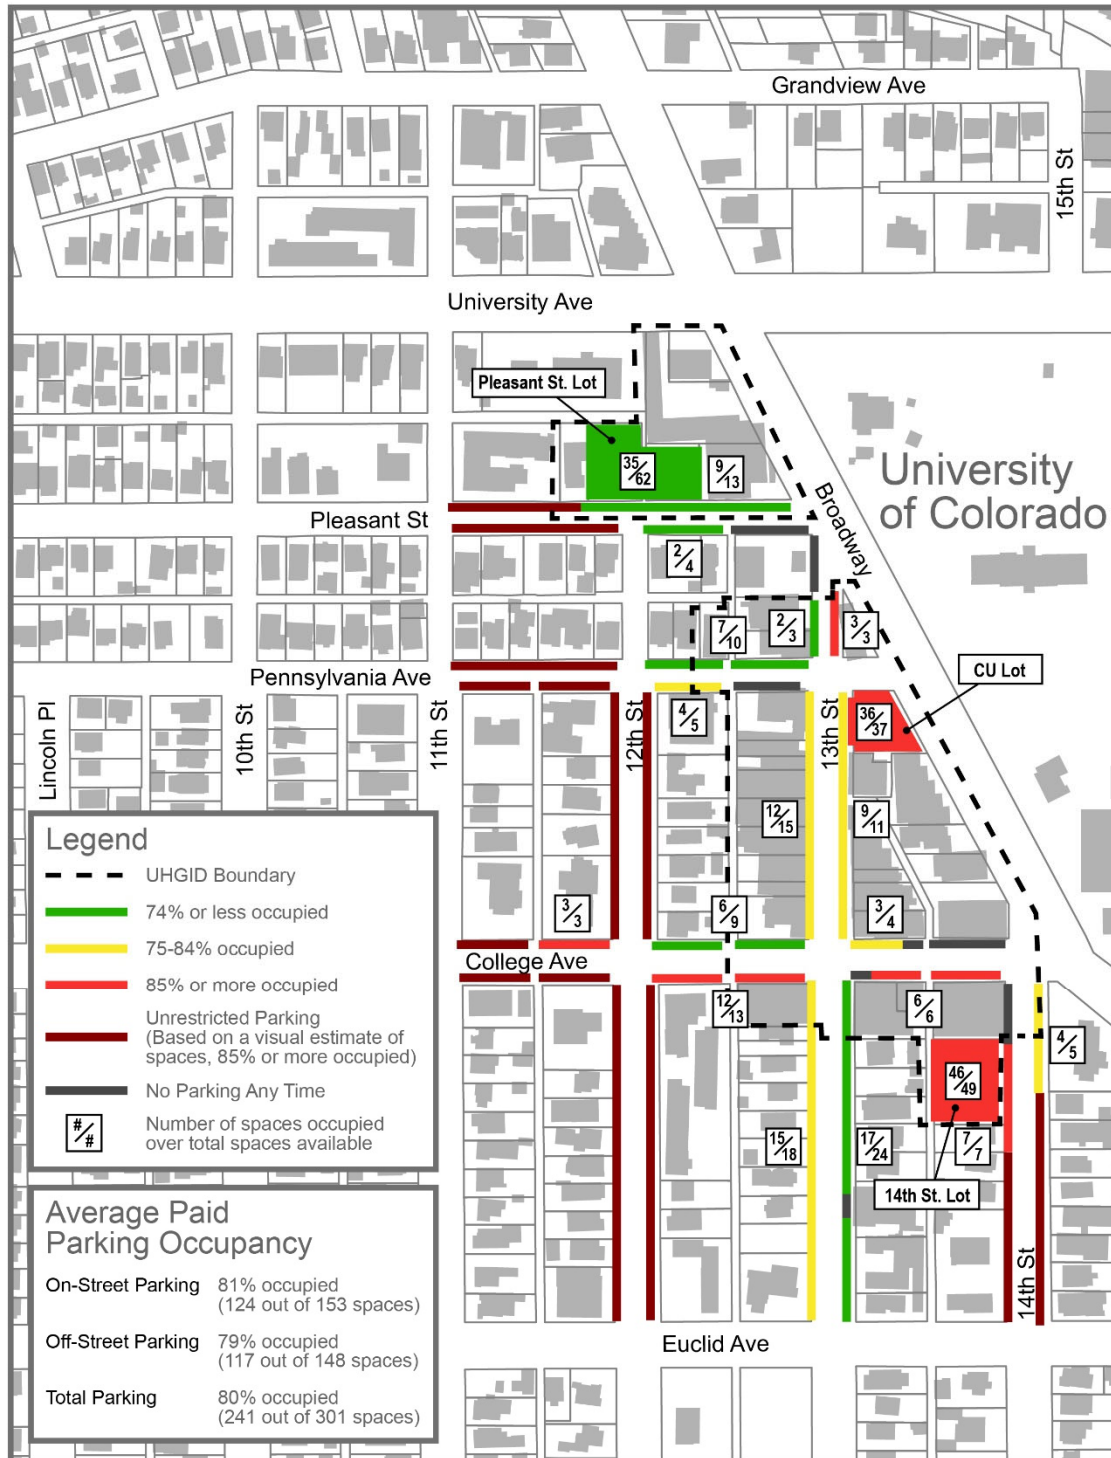 Grandview Ave
15th St
University Ave
Pleasant St. Lot
35/62
9/13
University
of Colorado
Broadway
Pleasant St
2/4
7/10
2/3
3/3
CU Lot
Pennsylvania Ave
Lincoln Pl
10th St
11th St
12th St
13th St
4/5
36/37
12/15
9/11
3/3
6/9
3/4
College Ave
12/13
6/6
4/5
46/49
15/18
17/24
7/7
14th St. Lot
14th St
Euclid Ave
Legend
UHGID Boundary
74% or less occupied
75-84% occupied
85% or more occupied
Unrestricted Parking
(Based on a visual estimate of
spaces, 85% or more occupied)
No Parking Any Time
#/#
Number of spaces occupied
over total spaces available
Average Paid
Parking Occupancy
On-Street Parking 81% occupied
(124 out of 153 spaces)
Off-Street Parking 79% occupied
(117 out of 148 spaces)
Total Parking 80% occupied
(241 out of 301 spaces)